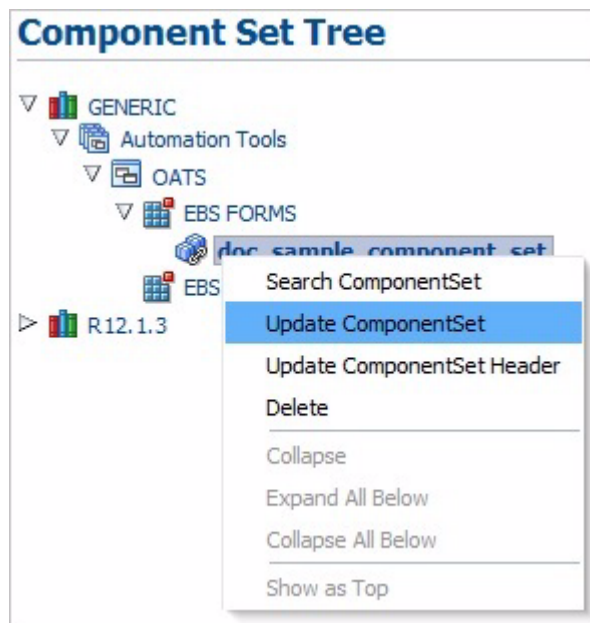 Component Set Tree
GENERIC
Automation Tools
OATS
EBS FORMS
doc_sample_component_set
EBS
R12.1.3
Search ComponentSet
Update ComponentSet
Update ComponentSet Header
Delete
Collapse
Expand All Below
Collapse All Below
Show as Top